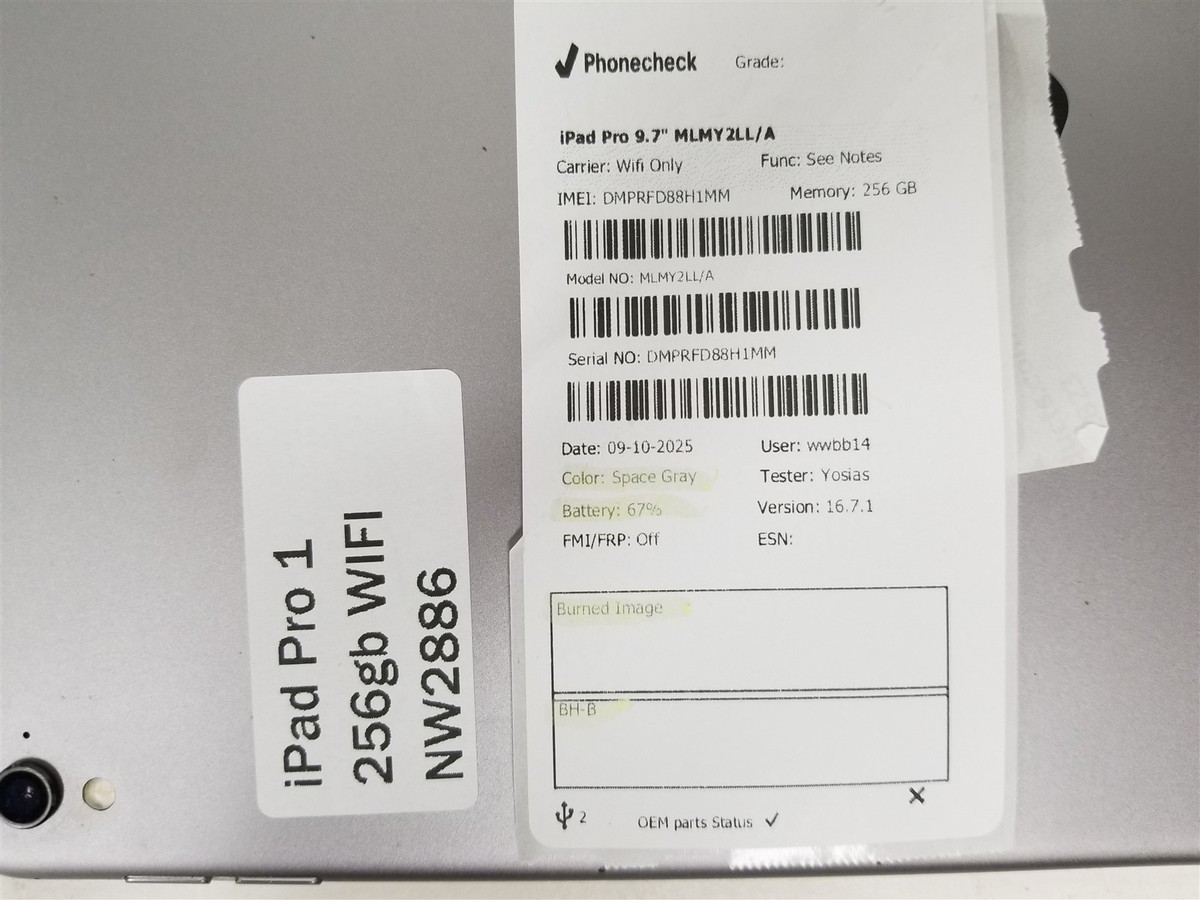 Phonecheck Grade:
iPad Pro 9.7" MLMY2LL/A
Carrier: Wifi Only Func: See Notes
IMEI: DMPRFD88H1MM Memory: 256 GB
Model NO: MLMY2LL/A
Serial NO: DMPRFD88H1MM
Date: 09-10-2025 User: wwbb14
Color: Space Gray Tester: Yosias
Battery: 67% Version: 16.7.1
FMI/FRP: Off ESN:
Burned Image
BH-B
2 OEM parts Status ✓
iPad Pro 1
256gb WIFI
NW2886